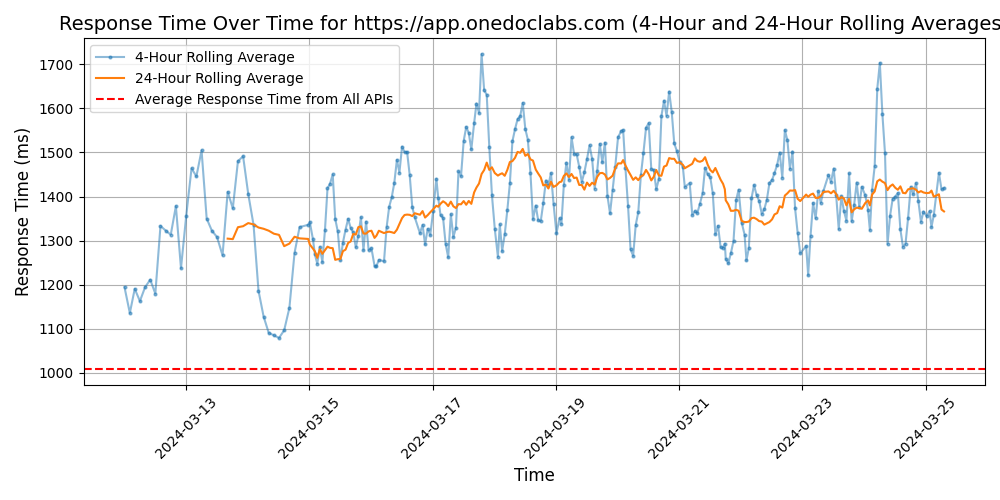 Response Time Over Time for https://app.onedoclabs.com (4-Hour and 24-Hour Rolling Averages
4-Hour Rolling Average
24-Hour Rolling Average
Average Response Time from All APIs
Response Time (ms)
1700
1600
1500
1400
1300
1200
1100
1000
2024-03-13
2024-03-15
2024-03-17
2024-03-19
2024-03-21
2024-03-23
2024-03-25
Time